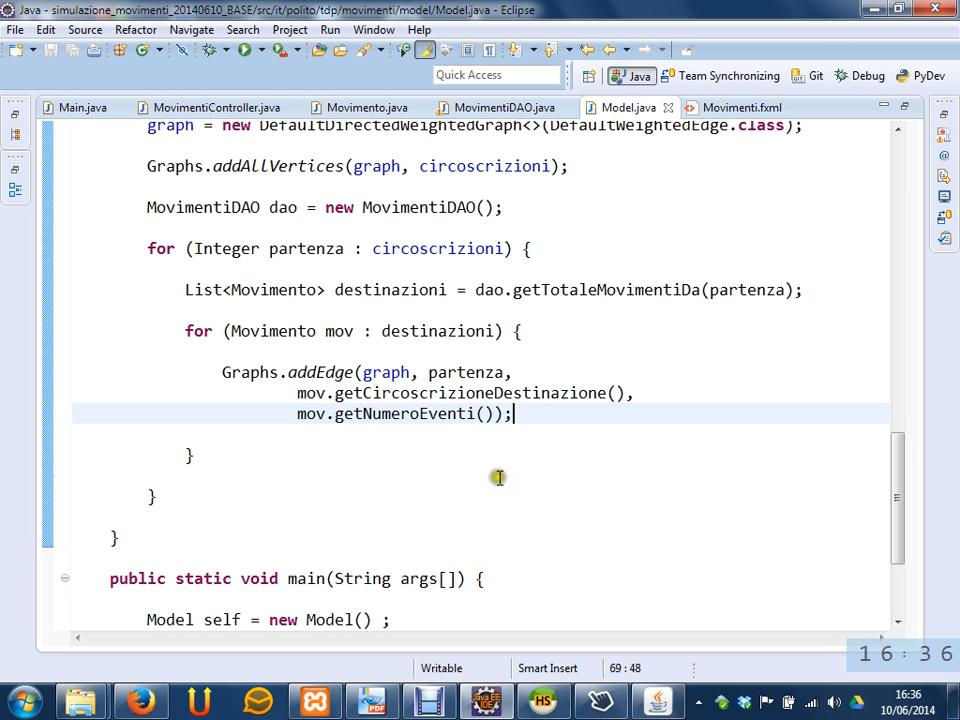 Java - simulazione_movimenti_20140610_BASE/src/it/polito/tdp/movimenti/model/Model.java - Eclipse
File Edit Source Refactor Navigate Search Project Run Window Help
Quick Access
Java Team Synchronizing Git Debug PyDev
Main.java MovimentiController.java Movimento.java MovimentiDAO.java Model.java Movimenti.fxml
graph = new DefaultDirectedWeightedGraph<>(DefaultWeightedEdge.class);
Graphs.addAllVertices(graph, circoscrizioni);
MovimentiDAO dao = new MovimentiDAO();
for (Integer partenza : circoscrizioni) {
List<Movimento> destinazioni = dao.getTotaleMovimentiDa(partenza);
for (Movimento mov : destinazioni) {
Graphs.addEdge(graph, partenza,
mov.getCircoscrizioneDestinazione(),
mov.getNumeroEventi());
}
}
}
public static void main(String args[]) {
Model self = new Model() ;
16:36
Writable Smart Insert 69 : 48
PDF
Java EE
IDE
HS
16:36
10/06/2014